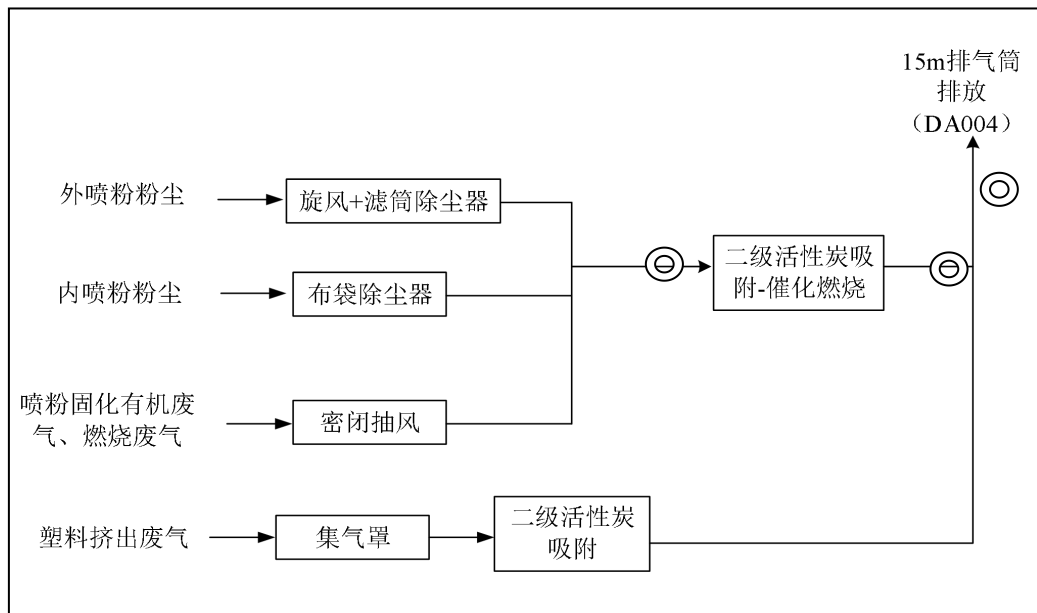 15m排气筒
排放
（DA004）
外喷粉粉尘
旋风+滤筒除尘器
二级活性炭吸
附-催化燃烧
内喷粉粉尘
布袋除尘器
喷粉固化有机废
气、燃烧废气
密闭抽风
塑料挤出废气
集气罩
二级活性炭
吸附